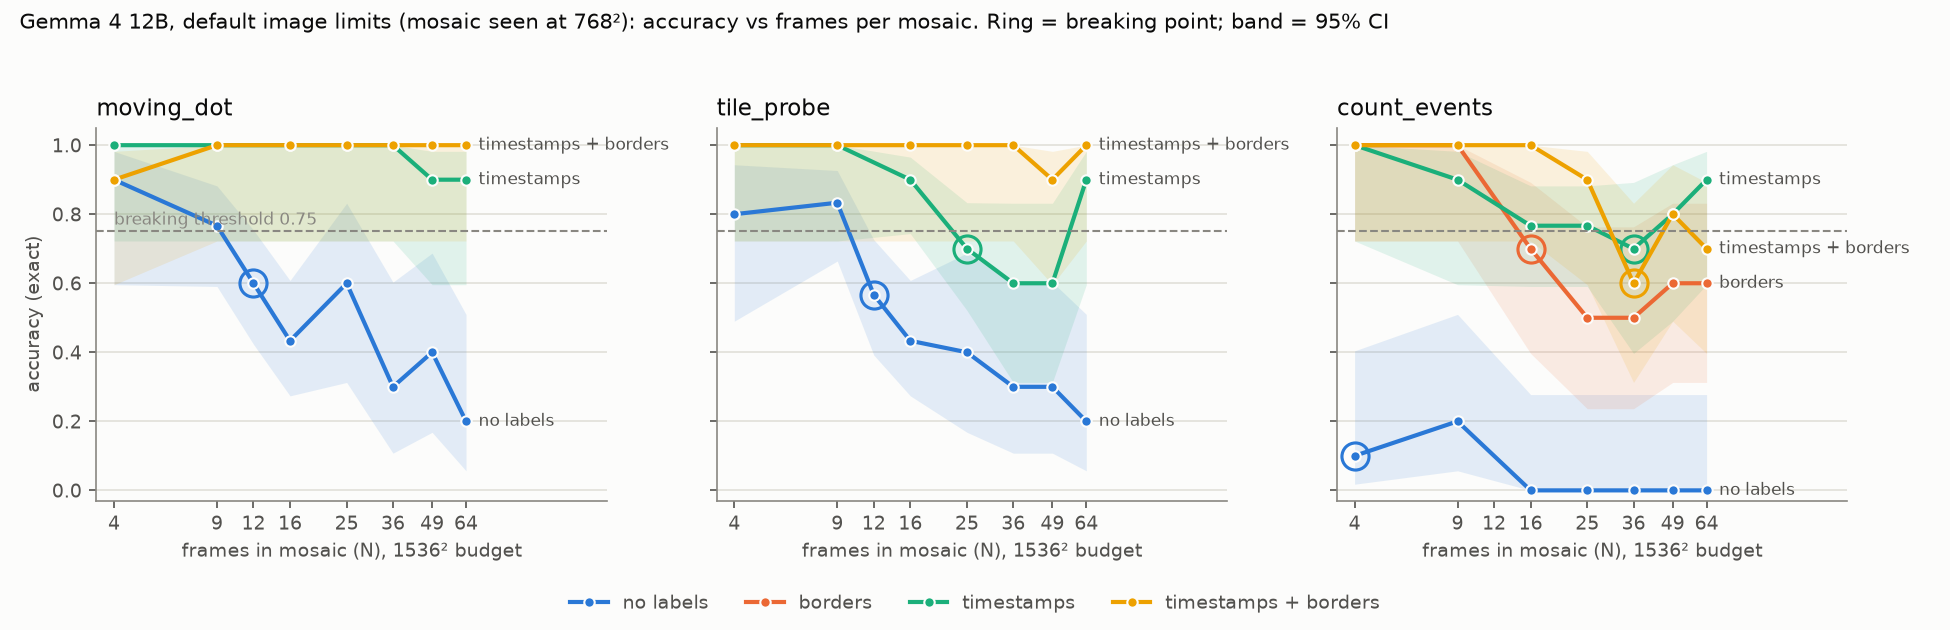 Gemma 4 12B, default image limits (mosaic seen at 768²): accuracy vs frames per mosaic. Ring = breaking point; band = 95% CI
moving_dot
accuracy (exact)
1.0
0.8
0.6
0.4
0.2
0.0
timestamps + borders
timestamps
breaking threshold 0.75
no labels
4 9 12 16 25 36 49 64
frames in mosaic (N), 1536² budget
tile_probe
timestamps + borders
timestamps
no labels
4 9 12 16 25 36 49 64
frames in mosaic (N), 1536² budget
count_events
timestamps
timestamps + borders
borders
no labels
4 9 12 16 25 36 49 64
frames in mosaic (N), 1536² budget
no labels borders timestamps timestamps + borders